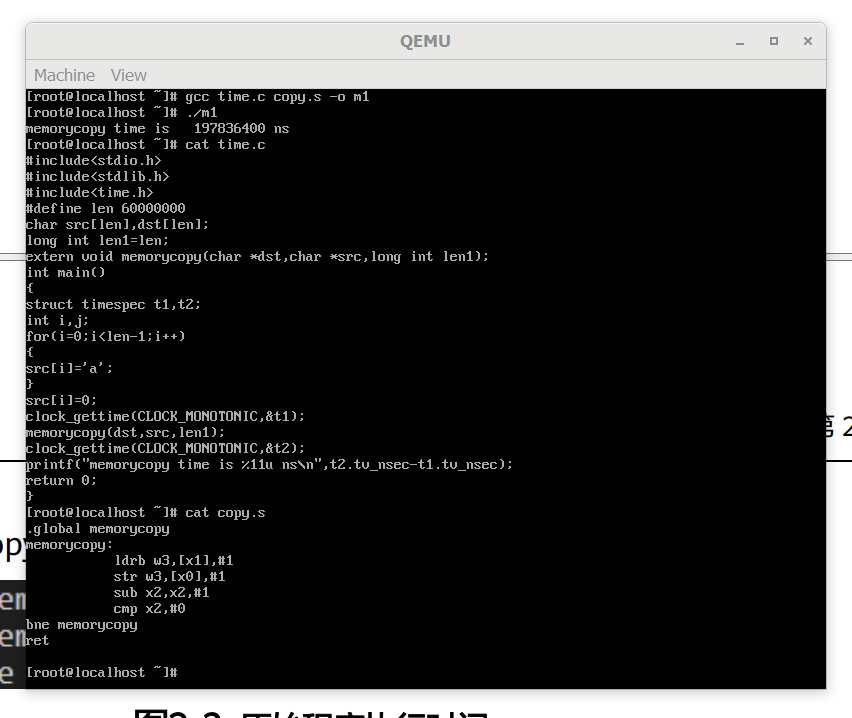 QEMU
Machine View
[root@localhost ~]# gcc time.c copy.s -o m1
[root@localhost ~]# ./m1
memorycopy time is   197836400 ns
[root@localhost ~]# cat time.c
#include<stdio.h>
#include<stdlib.h>
#include<time.h>
#define len 60000000
char src[len],dst[len];
long int len1=len;
extern void memorycopy(char *dst,char *src,long int len1);
int main()
{
struct timespec t1,t2;
int i,j;
for(i=0;i<len-1;i++)
{
src[i]='a';
}
src[i]=0;
clock_gettime(CLOCK_MONOTONIC,&t1);
memorycopy(dst,src,len1);
clock_gettime(CLOCK_MONOTONIC,&t2);
printf("memorycopy time is %11u ns\n",t2.tv_nsec-t1.tv_nsec);
return 0;
}
[root@localhost ~]# cat copy.s
.global memorycopy
memorycopy:
ldrb w3,[x1],#1
str w3,[x0],#1
sub x2,x2,#1
cmp x2,#0
bne memorycopy
ret
[root@localhost ~]#
第 2
opy
em
em
e